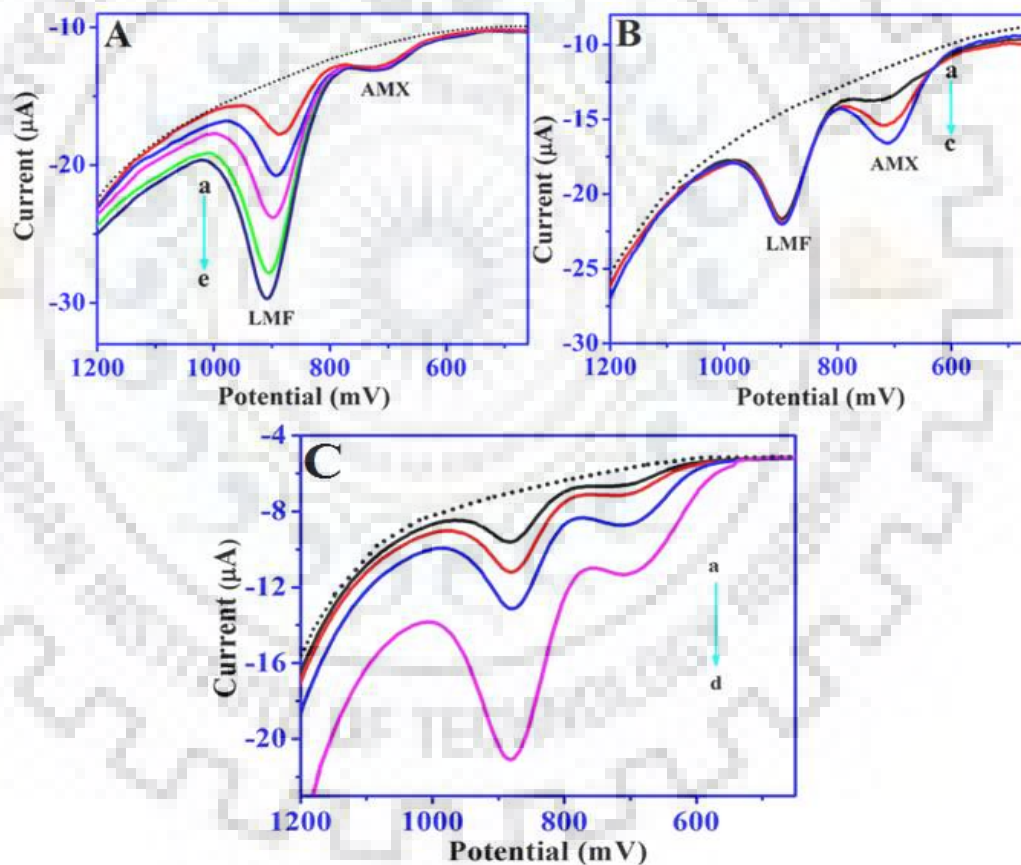 A
-10
-20
-30
Current (µA)
AMX
a
e
LMF
1200 1000 800 600
Potential (mV)
B
-10
-15
-20
-25
-30
Current (µA)
a
c
AMX
LMF
1200 1000 800 600
Potential (mV)
C
-4
-8
-12
-16
-20
Current (µA)
a
d
1200 1000 800 600
Potential (mV)